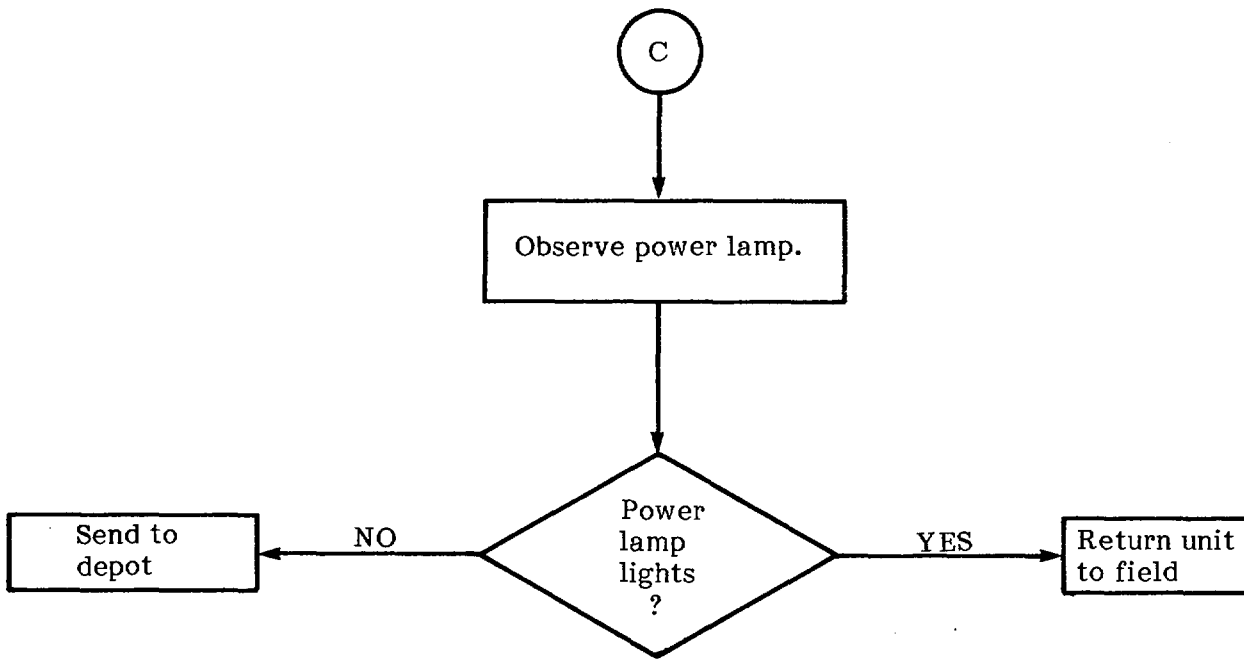 C
Observe power lamp.
Power
lamp
lights
?
NO
YES
Send to
depot
Return unit
to field